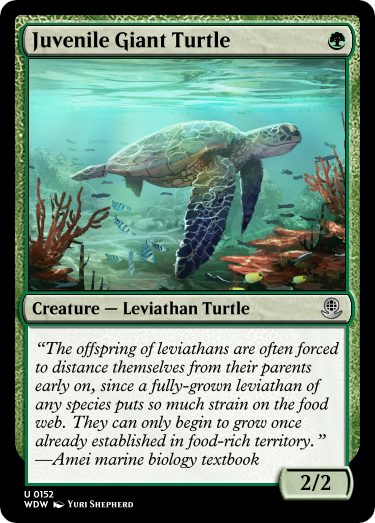 Juvenile Giant Turtle
Creature — Leviathan Turtle
“The offspring of leviathans are often forced
to distance themselves from their parents
early on, since a fully-grown leviathan of
any species puts so much strain on the food
web. They can only begin to grow once
already established in food-rich territory.”
—Amei marine biology textbook
2/2
U 0152
WDW Yuri Shepherd